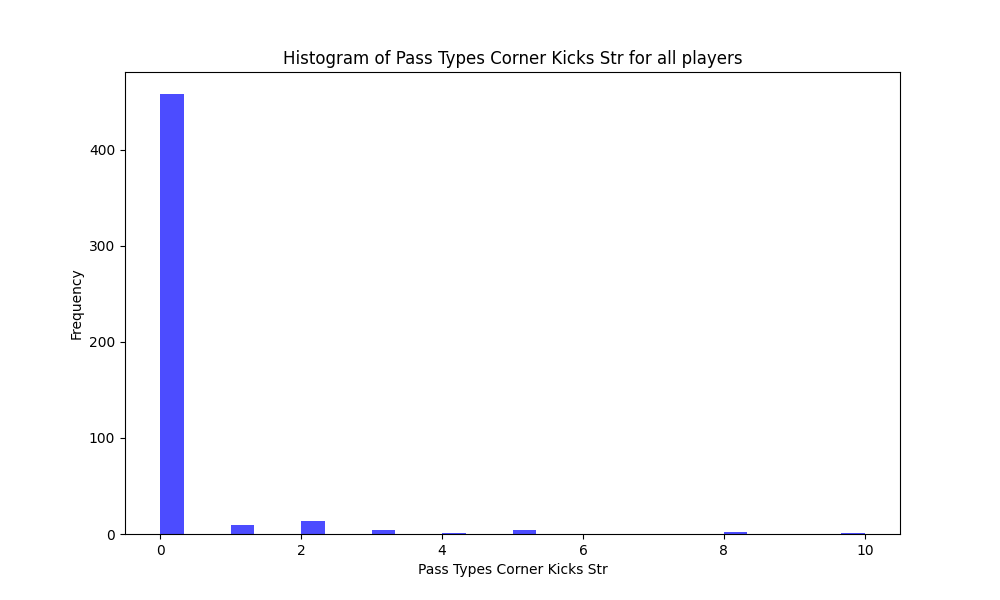 Histogram of Pass Types Corner Kicks Str for all players
Frequency
400
300
200
100
0
0 2 4 6 8 10
Pass Types Corner Kicks Str